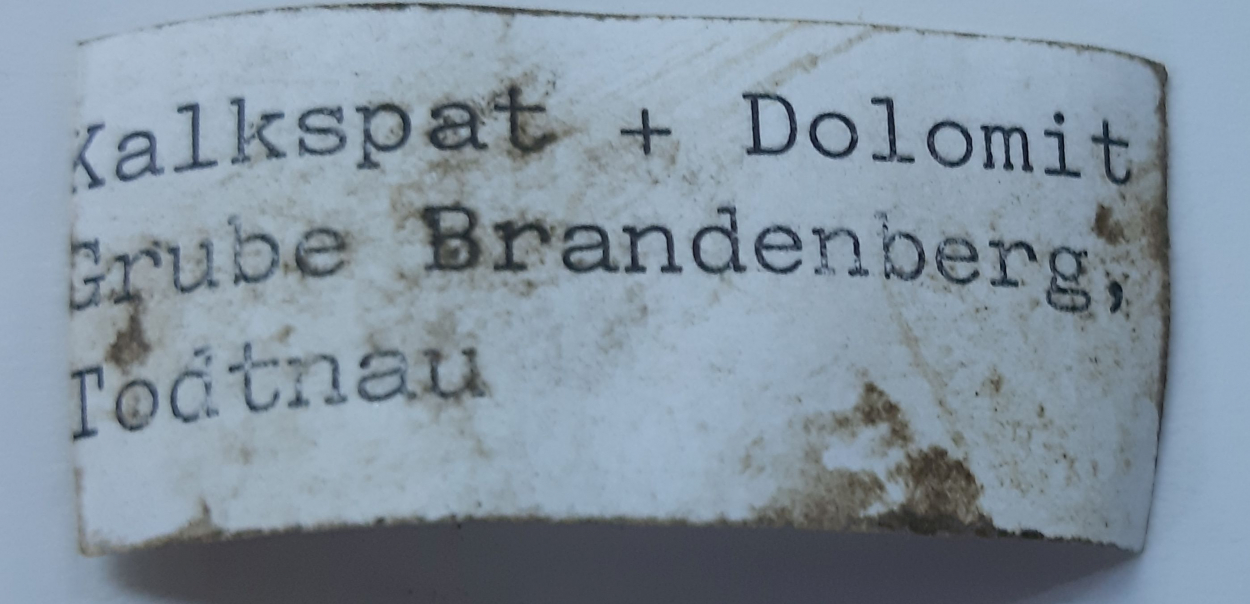 Kalkspat + Dolomit
Grube Brandenberg,
Todtnau